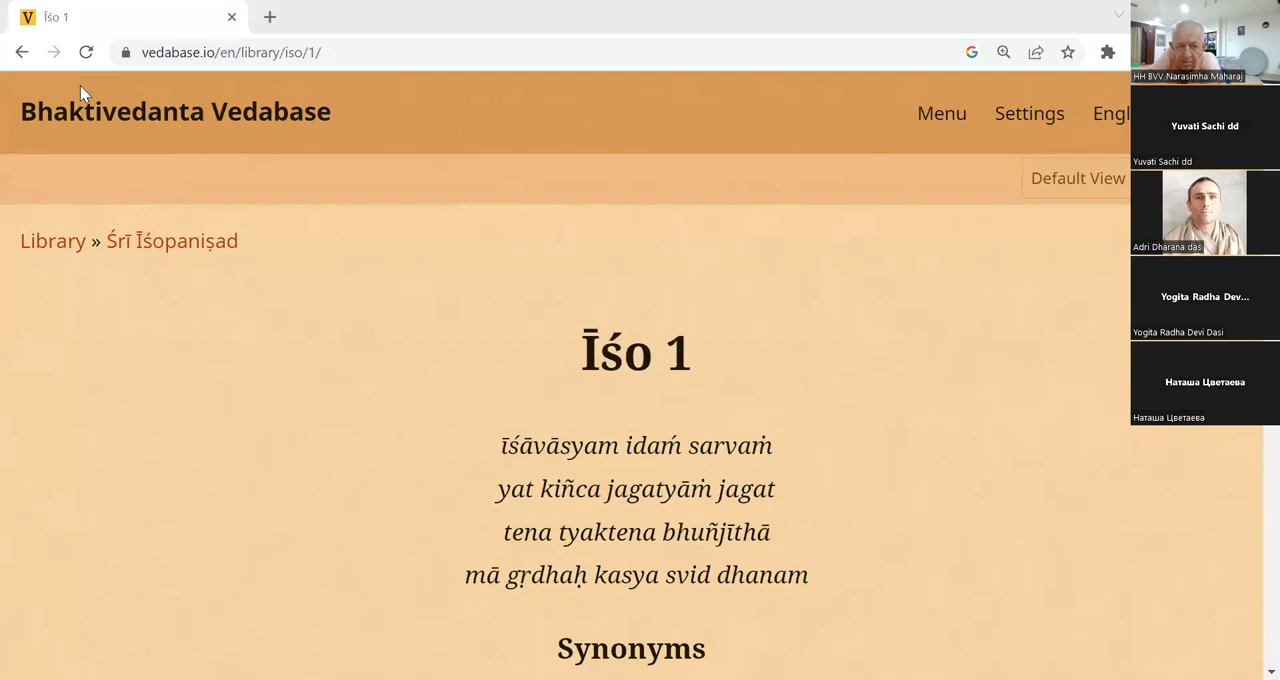 Īśo 1
vedabase.io/en/library/iso/1/
Bhaktivedanta Vedabase
Menu
Settings
Engl
Default View
Library » Śrī Īśopaniṣad
Īśo 1
īśāvāsyam idaḿ sarvaṁ
yat kiñca jagatyāṁ jagat
tena tyaktena bhuñjīthā
mā gṛdhaḥ kasya svid dhanam
Synonyms
HH BVV Narasimha Maharaj
Yuvati Sachi dd
Yuvati Sachi dd
Adri Dharana das
Yogita Radha Dev...
Yogita Radha Devi Dasi
Наташа Цветаева
Наташа Цветаева